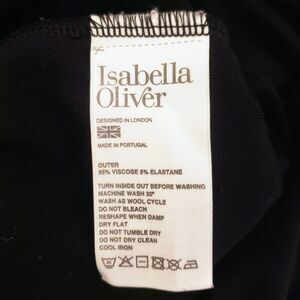 Isabella
Oliver
DESIGNED IN LONDON
MADE IN PORTUGAL
OUTER
95% VISCOSE 5% ELASTANE
TURN INSIDE OUT BEFORE WASHING
MACHINE WASH 30°
WASH AS WOOL CYCLE
DO NOT BLEACH
RESHAPE WHEN DAMP
DRY FLAT
DO NOT TUMBLE DRY
DO NOT DRY CLEAN
COOL IRON